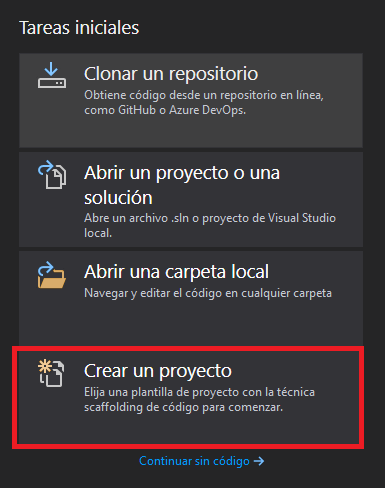 Tareas iniciales
Clonar un repositorio
Obtiene código desde un repositorio en línea,
como GitHub o Azure DevOps.
Abrir un proyecto o una
solución
Abre un archivo .sln o proyecto de Visual Studio
local.
Abrir una carpeta local
Navegar y editar el código en cualquier carpeta
Crear un proyecto
Elija una plantilla de proyecto con la técnica
scaffolding de código para comenzar.
Continuar sin código →